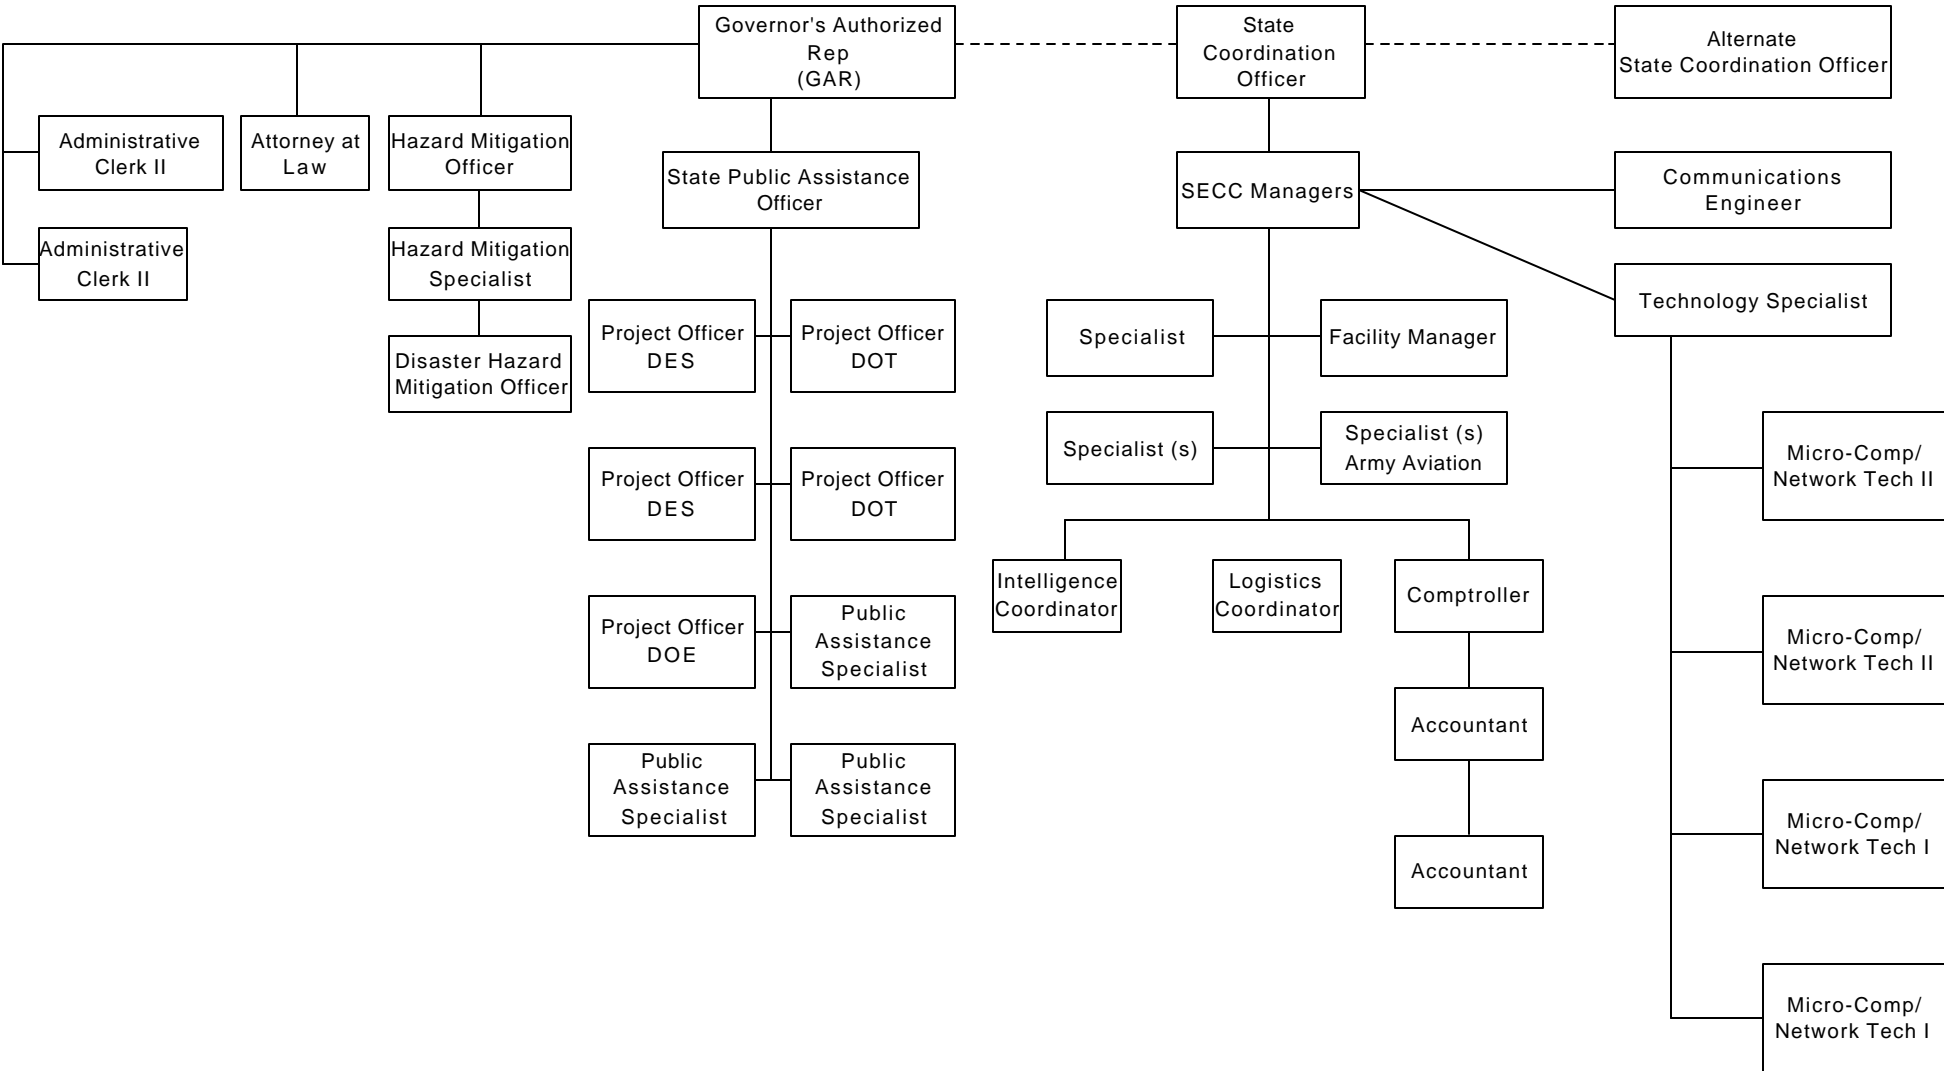 Governor's Authorized
Rep
(GAR)
State
Coordination
Officer
Alternate
State Coordination Officer
Administrative
Clerk II
Attorney at
Law
Hazard Mitigation
Officer
State Public Assistance
Officer
SECC Managers
Communications
Engineer
Administrative
Clerk II
Hazard Mitigation
Specialist
Technology Specialist
Disaster Hazard
Mitigation Officer
Project Officer
DES
Project Officer
DOT
Specialist
Facility Manager
Project Officer
DES
Project Officer
DOT
Specialist (s)
Specialist (s)
Army Aviation
Micro-Comp/
Network Tech II
Intelligence
Coordinator
Logistics
Coordinator
Comptroller
Project Officer
DOE
Public
Assistance
Specialist
Micro-Comp/
Network Tech II
Accountant
Public
Assistance
Specialist
Public
Assistance
Specialist
Micro-Comp/
Network Tech I
Accountant
Micro-Comp/
Network Tech I